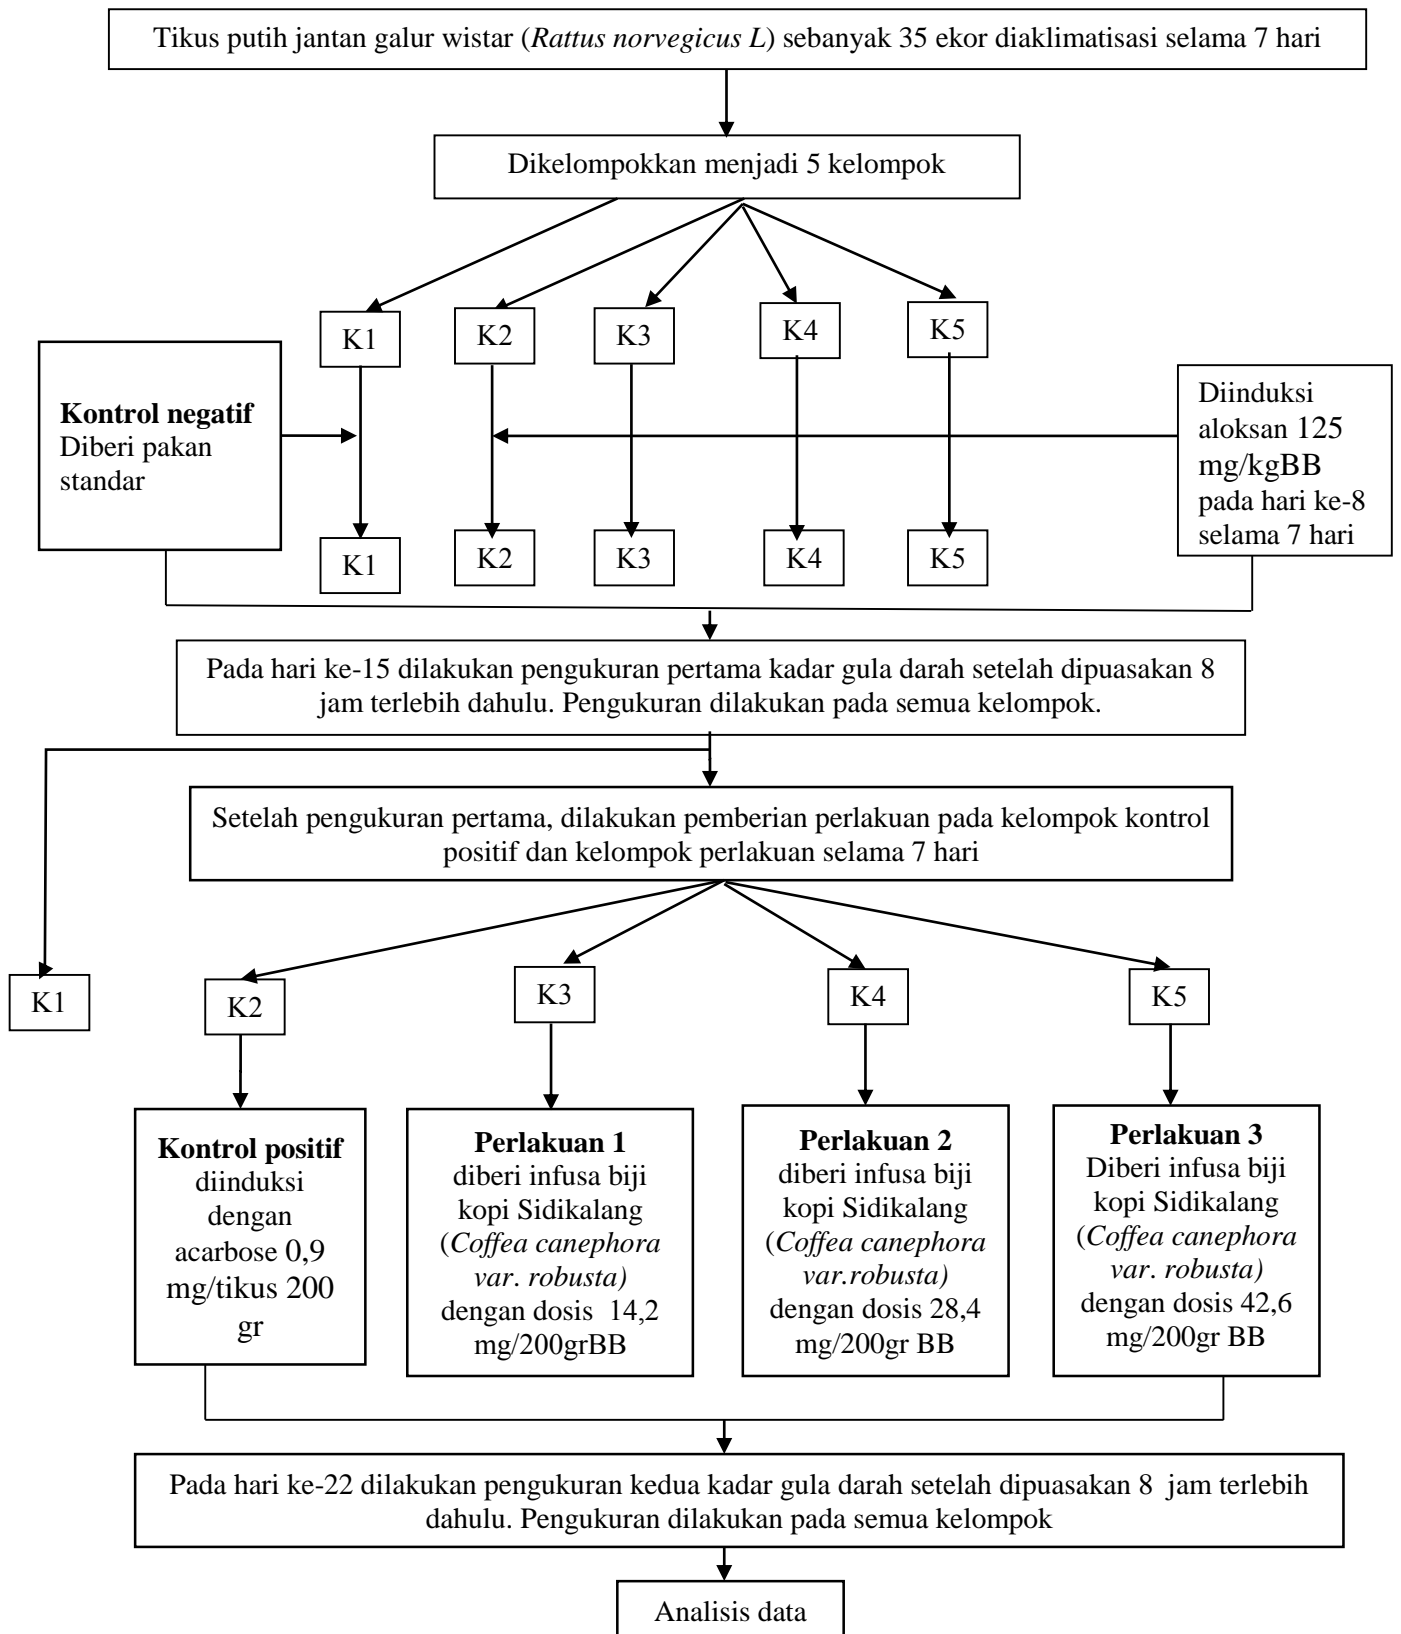 Tikus putih jantan galur wistar (Rattus norvegicus L) sebanyak 35 ekor diaklimatisasi selama 7 hari
Dikelompokkan menjadi 5 kelompok
K1
K2
K3
K4
K5
Kontrol negatif
Diberi pakan
standar
Diinduksi
aloksan 125
mg/kgBB
pada hari ke-8
selama 7 hari
K1
K2
K3
K4
K5
Pada hari ke-15 dilakukan pengukuran pertama kadar gula darah setelah dipuasakan 8
jam terlebih dahulu. Pengukuran dilakukan pada semua kelompok.
Setelah pengukuran pertama, dilakukan pemberian perlakuan pada kelompok kontrol
positif dan kelompok perlakuan selama 7 hari
K1
K2
K3
K4
K5
Kontrol positif
diinduksi
dengan
acarbose 0,9
mg/tikus 200
gr
Perlakuan 1
diberi infusa biji
kopi Sidikalang
(Coffea canephora
var. robusta)
dengan dosis 14,2
mg/200grBB
Perlakuan 2
diberi infusa biji
kopi Sidikalang
(Coffea canephora
var.robusta)
dengan dosis 28,4
mg/200gr BB
Perlakuan 3
Diberi infusa biji
kopi Sidikalang
(Coffea canephora
var. robusta)
dengan dosis 42,6
mg/200gr BB
Pada hari ke-22 dilakukan pengukuran kedua kadar gula darah setelah dipuasakan 8 jam terlebih
dahulu. Pengukuran dilakukan pada semua kelompok
Analisis data